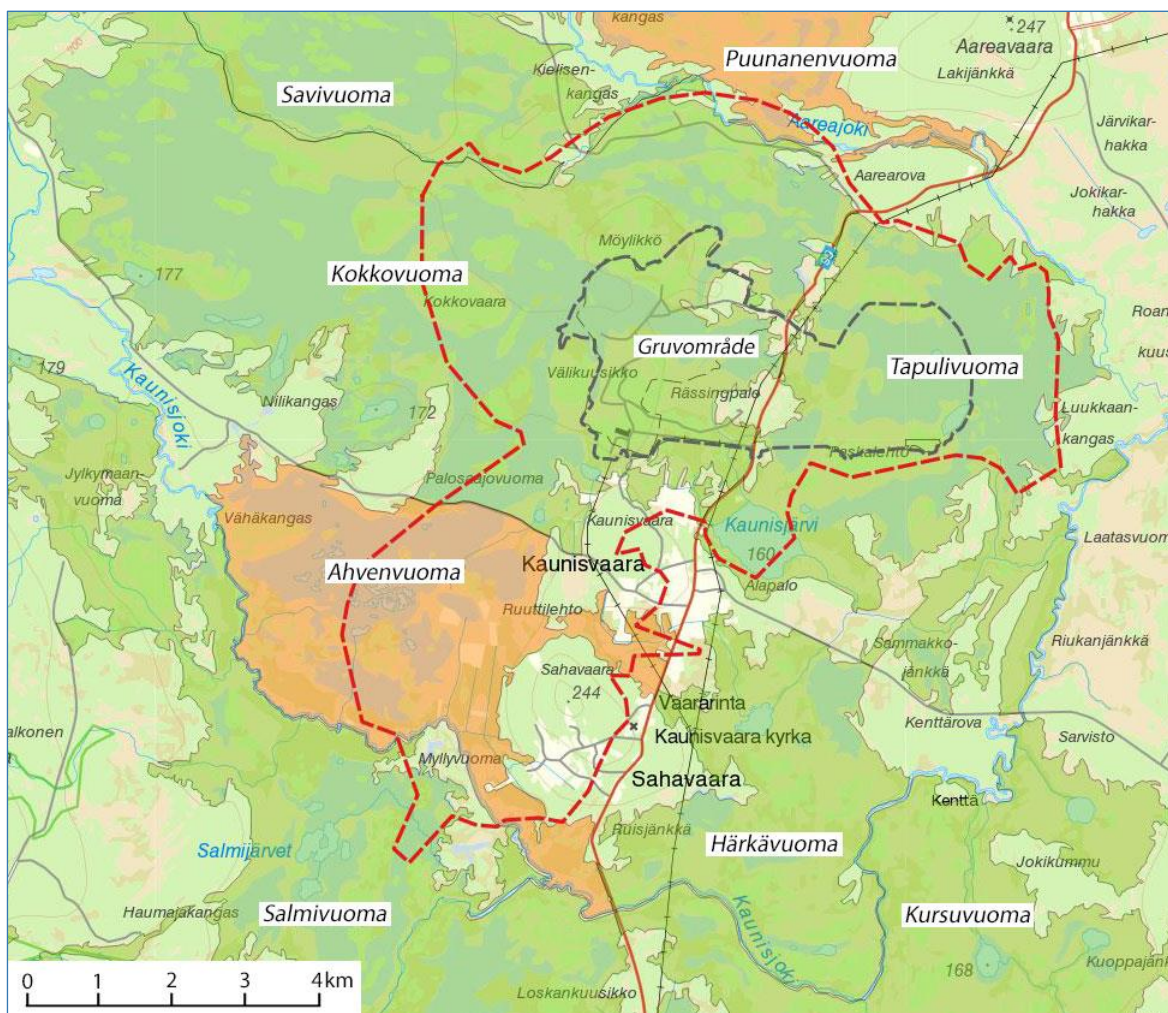 kangas
247
Aareavaara
Puunanenvuoma
Lakijänkkä
Kielisen-
kangas
Savivuoma
Aareajoki
Järvikar-
hakka
Aarearova
Jokikar-
hakka
Möylikkö
177
Kokkovuoma
Kokkovaara
Gruvområde
Välikuusikko
Rässingpalo
Tapulivuoma
Roan
kuus
179
Kaunisjoki
Nilikangas
172
Luukkaan-
kangas
Jylkymaan-
vuoma
Palosaajovuoma
Paskalehto
Vähäkangas
Kaunisvaara
Kaunisjärvi
160
Laatasvuom
Ahvenvuoma
Kaunisvaara
Alapalo
Ruuttilehto
Sammakko-
jänkkä
Riukanjänkkä
Sahavaara
244
Vaararinta
Kaunisvaara kyrka
Kenttärova
Sarvisto
alkonen
Myllyvuoma
Sahavaara
Kenttä
Ruisjänkkä
Härkävuoma
Salmijärvet
Jokikummu
Haumajakangas
Salmivuoma
Kursuvuoma
Kaunisjoki
168
Kuoppajänk
Loskankuusikko
0 1 2 3 4 km